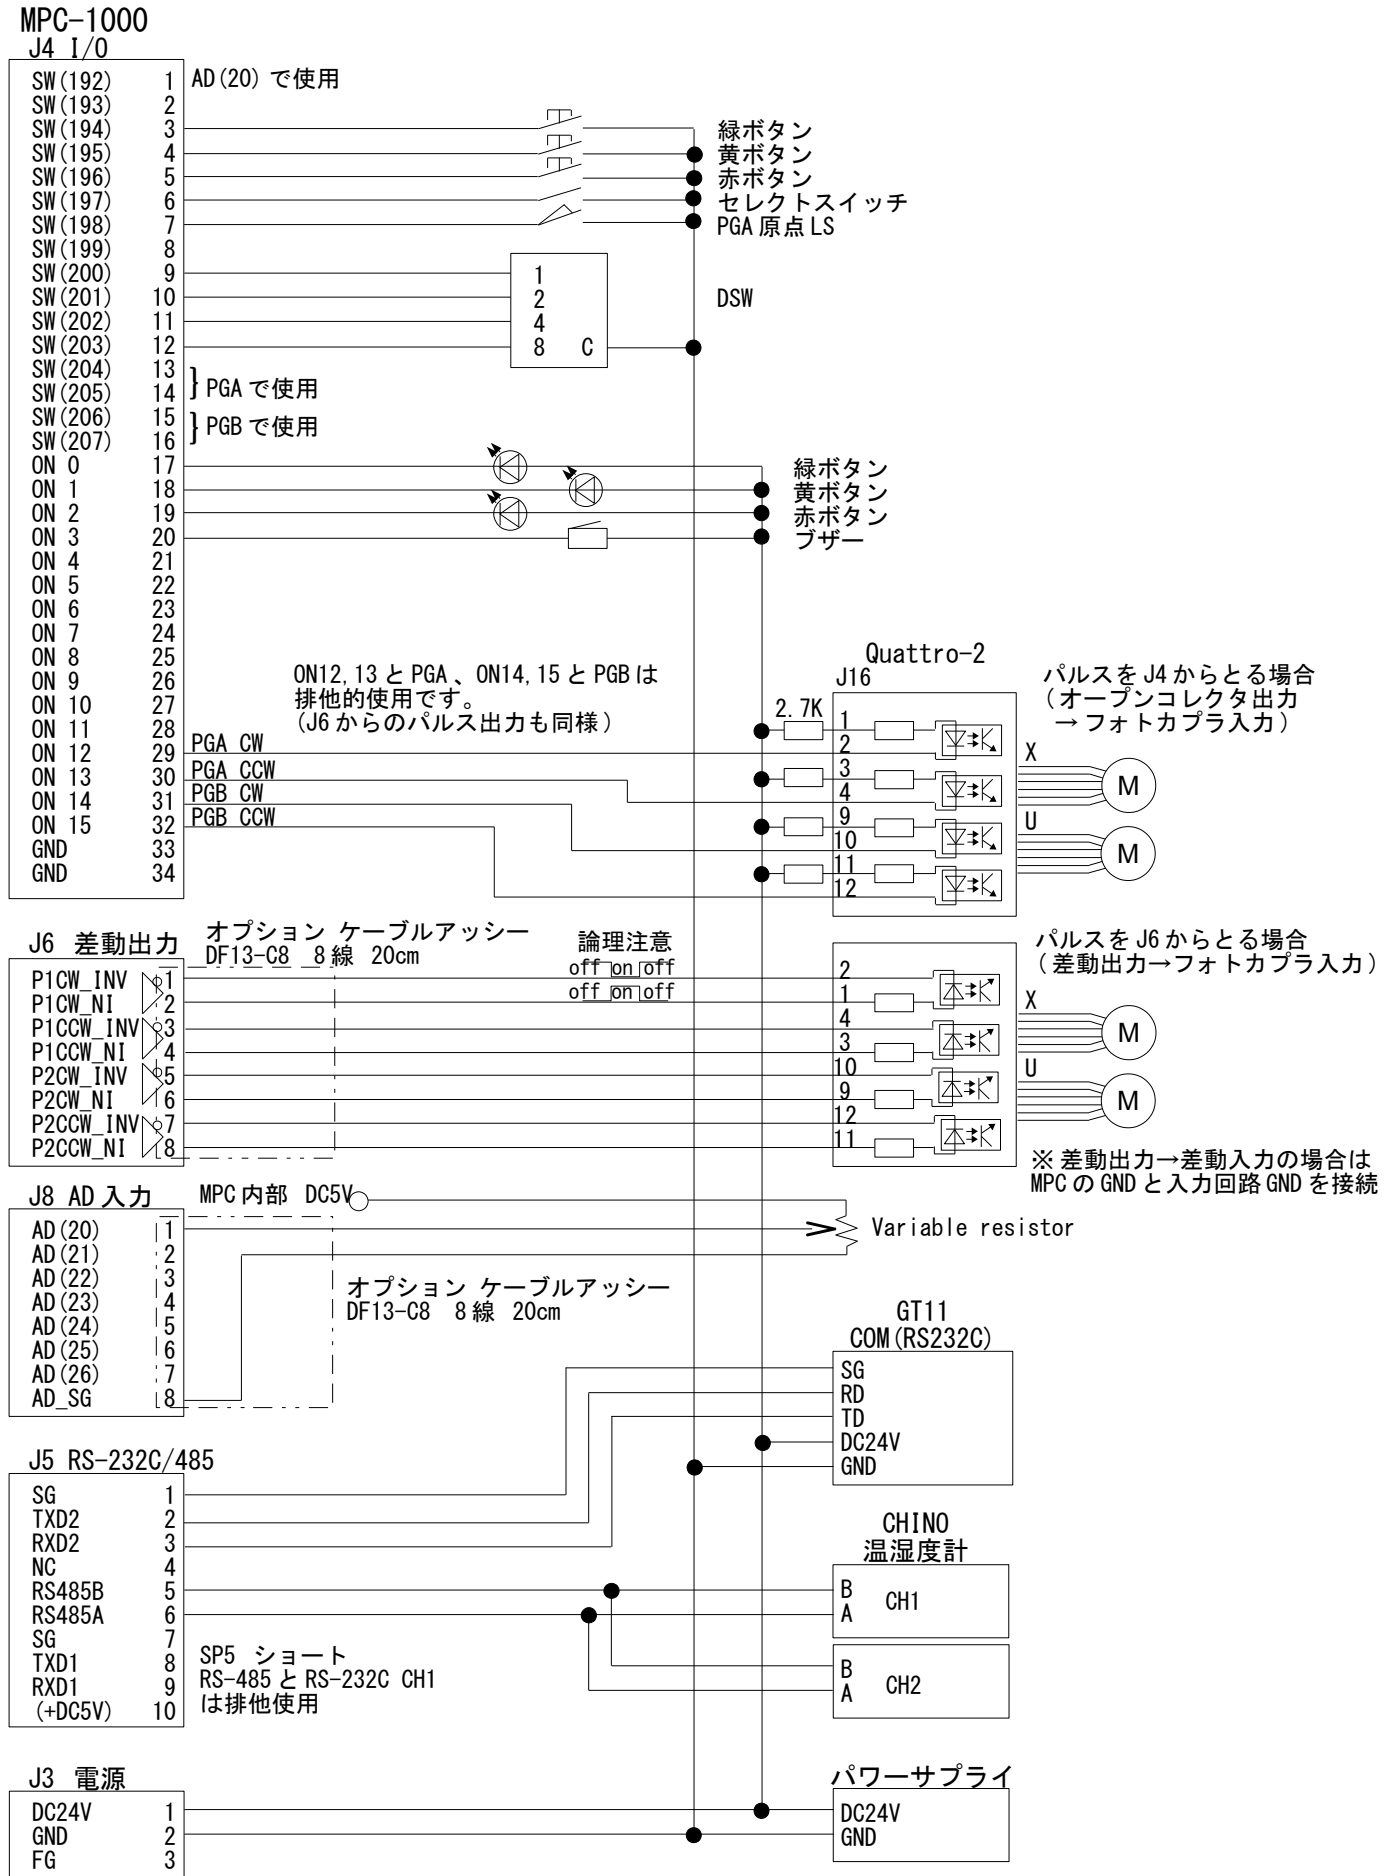 MPC-1000
J4 I/O
SW(192) 1 AD(20)で使用
SW(193) 2
SW(194) 3 緑ボタン
SW(195) 4 黄ボタン
SW(196) 5 赤ボタン
SW(197) 6 セレクトスイッチ
SW(198) 7 PGA原点LS
SW(199) 8
SW(200) 9 1
SW(201) 10 2 DSW
SW(202) 11 4
SW(203) 12 8 C
SW(204) 13
SW(205) 14
} PGAで使用
SW(206) 15
SW(207) 16
} PGBで使用
ON 0 17 緑ボタン
ON 1 18 黄ボタン
ON 2 19 赤ボタン
ON 3 20 ブザー
ON 4 21
ON 5 22
ON 6 23
ON 7 24
ON 8 25
ON 9 26
ON 10 27
ON 11 28
ON 12 29 PGA CW
ON 13 30 PGA CCW
ON 14 31 PGB CW
ON 15 32 PGB CCW
GND 33
GND 34
ON12,13とPGA、ON14,15とPGBは
排他的使用です。
(J6からのパルス出力も同様)
Quattro-2
J16
2.7K
1
2
3
4
9
10
11
12
パルスをJ4からとる場合
(オープンコレクタ出力
→フォトカプラ入力)
X
M
U
M
J6 差動出力
オプション ケーブルアッシー
DF13-C8 8線 20cm
論理注意
off on off
off on off
P1CW_INV 1
P1CW_NI 2
P1CCW_INV 3
P1CCW_NI 4
P2CW_INV 5
P2CW_NI 6
P2CCW_INV 7
P2CCW_NI 8
2
1
4
3
10
9
12
11
パルスをJ6からとる場合
(差動出力→フォトカプラ入力)
X
M
U
M
※差動出力→差動入力の場合は
MPCのGNDと入力回路GNDを接続
J8 AD入力
MPC内部 DC5V
AD(20) 1
AD(21) 2
AD(22) 3
AD(23) 4
AD(24) 5
AD(25) 6
AD(26) 7
AD_SG 8
Variable resistor
オプション ケーブルアッシー
DF13-C8 8線 20cm
GT11
COM(RS232C)
SG
RD
TD
DC24V
GND
J5 RS-232C/485
SG 1
TXD2 2
RXD2 3
NC 4
RS485B 5
RS485A 6
SG 7
TXD1 8
RXD1 9
(+DC5V) 10
SP5 ショート
RS-485とRS-232C CH1
は排他使用
CHINO
温湿度計
B
A
CH1
B
A
CH2
J3 電源
DC24V 1
GND 2
FG 3
パワーサプライ
DC24V
GND